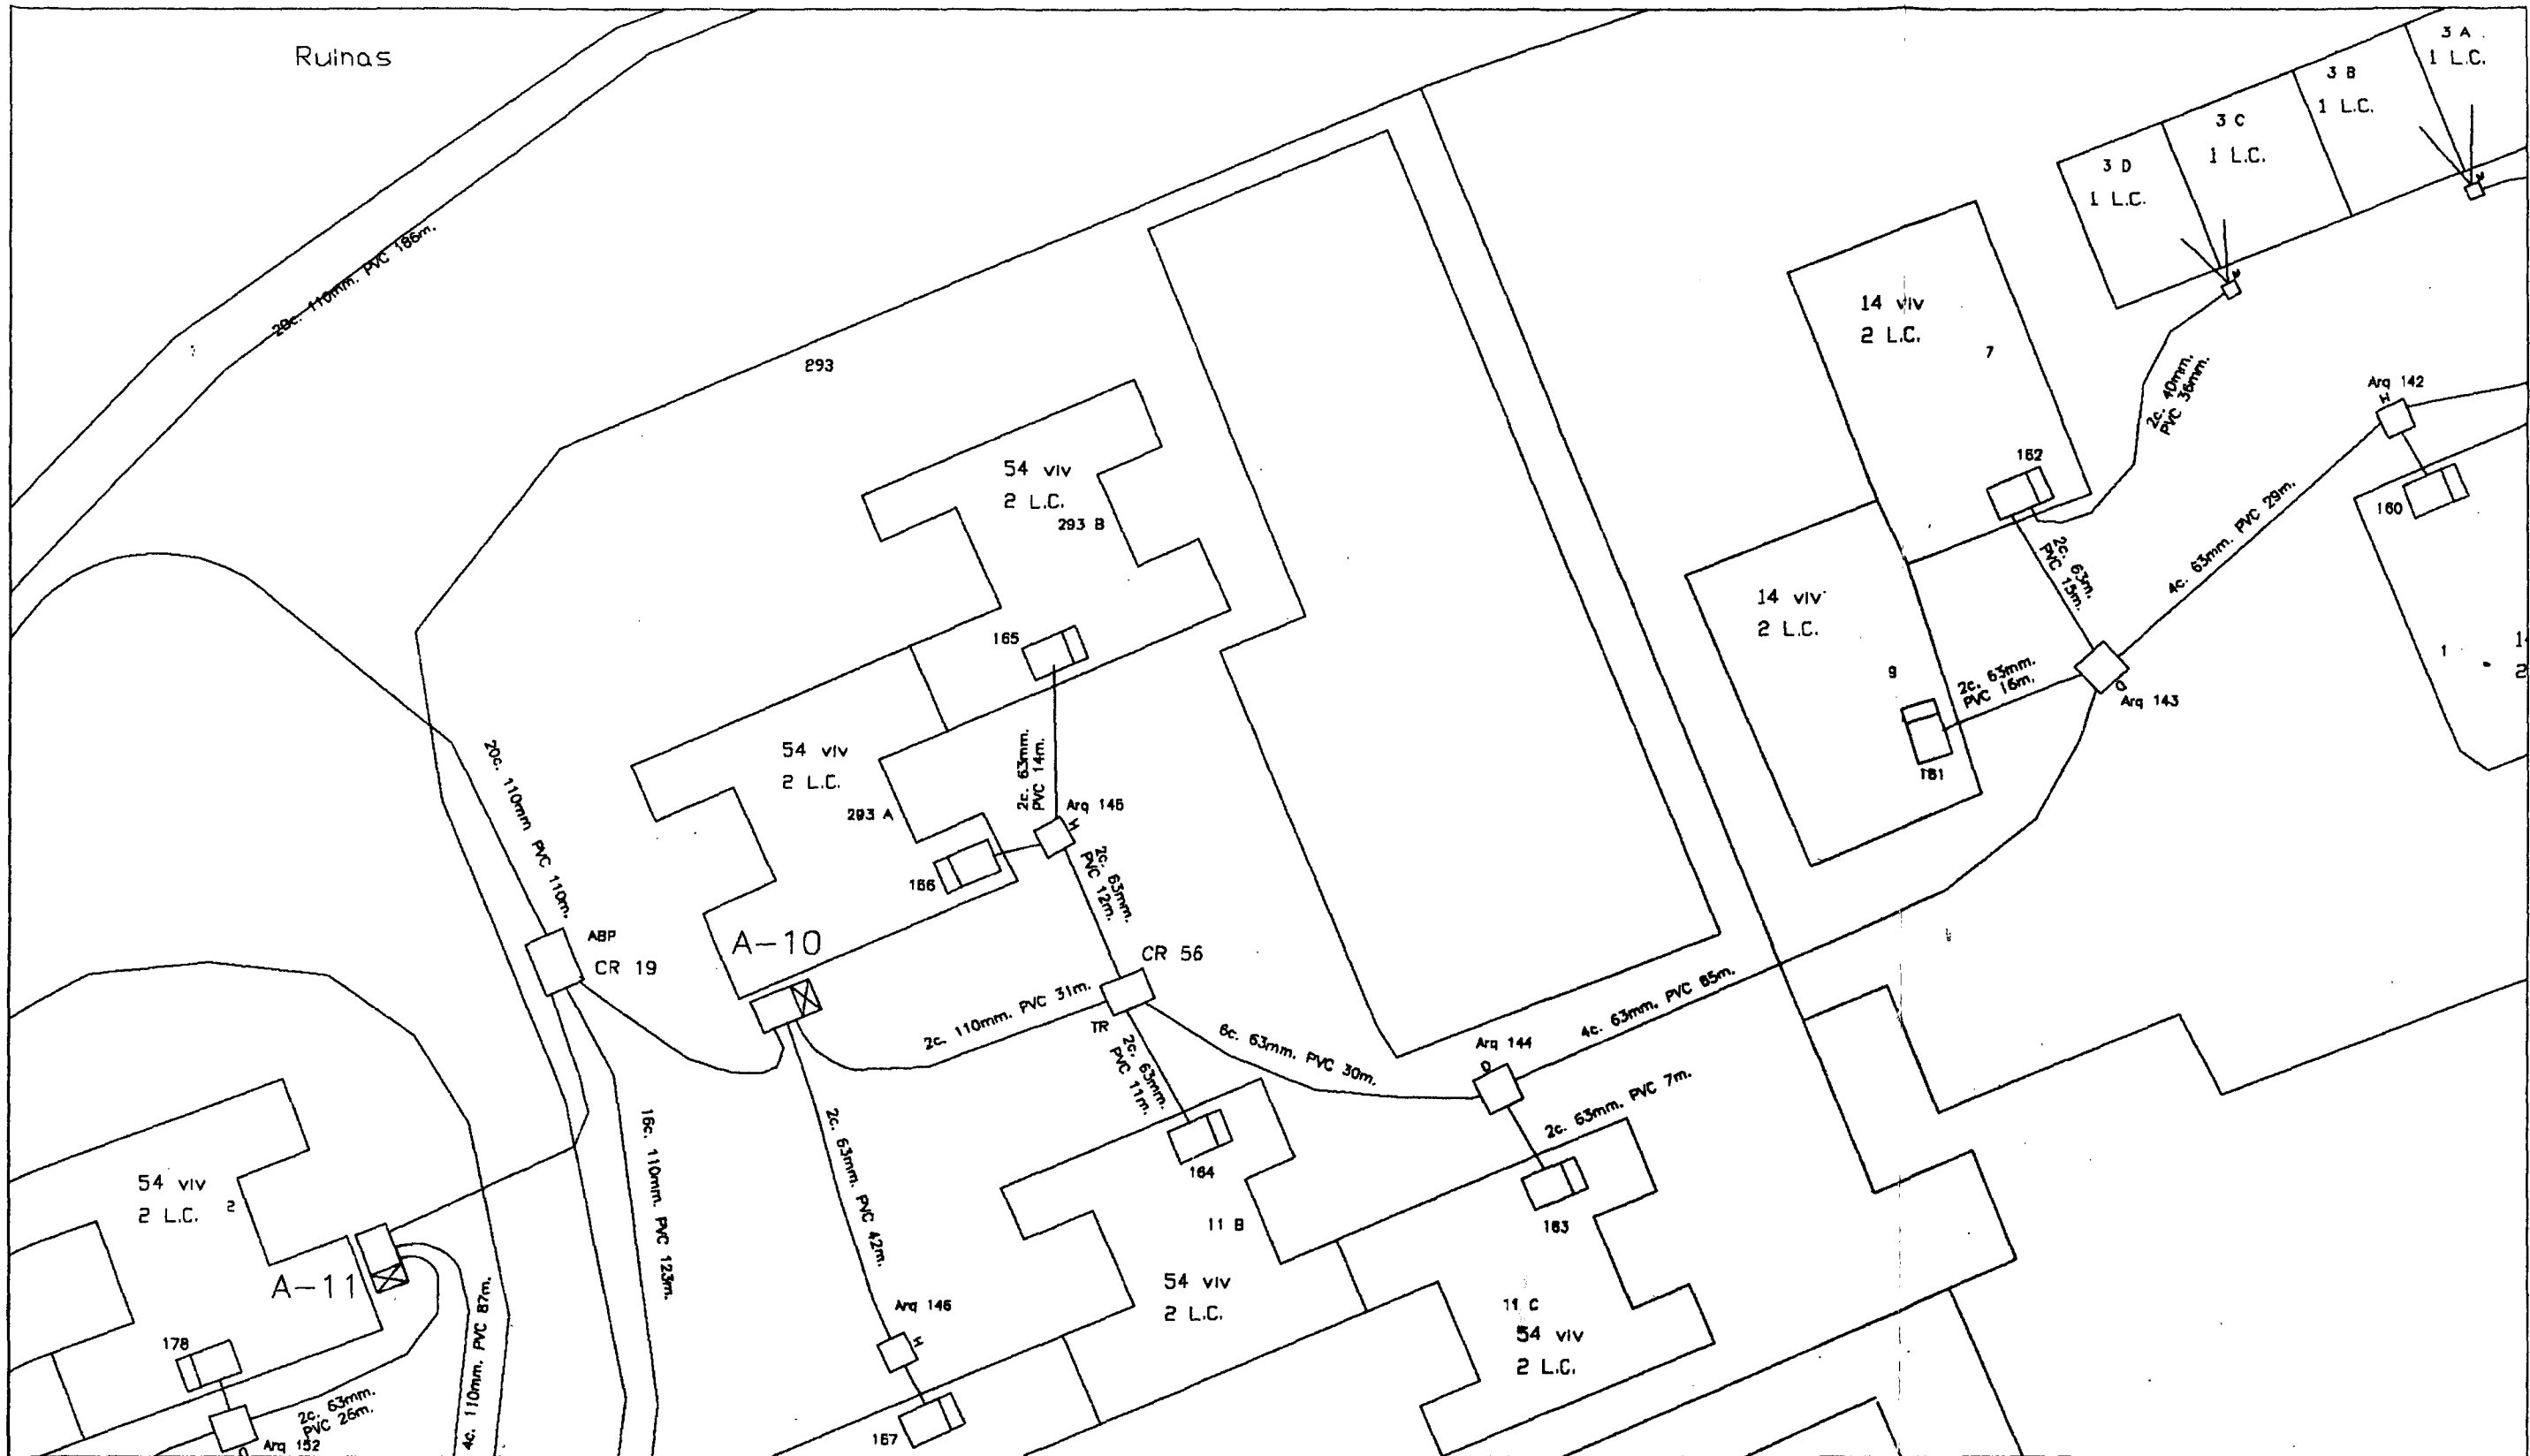 Ruinas
3 A
1 L.C.
3 B
1 L.C.
3 C
1 L.C.
3 D
1 L.C.
20c. 110mm. PVC 186m.
293
14 viv
2 L.C.
7
2c. 40mm.
PVC 36mm.
Arq 142
H
160
162
54 viv
2 L.C.
293 B
4c. 63mm. PVC 29m.
2c. 63m.
PVC 15m.
14 viv
2 L.C.
9
1
165
2c. 63mm.
PVC 16m.
D
Arq 143
161
20c. 110mm PVC 110m.
54 viv
2 L.C.
293 A
2c. 63mm.
PVC 14m.
Arq 145
H
166
2c. 63mm.
PVC 12m.
A-10
ABP
CR 19
CR 56
2c. 110mm. PVC 31m.
TR
6c. 63mm. PVC 30m.
Arq 144
D
4c. 63mm. PVC 65m.
2c. 63mm.
PVC 11m.
2c. 63mm. PVC 7m.
16c. 110mm. PVC 123m.
2c. 63mm. PVC 42m.
164
163
54 viv
2 L.C.
2
11 B
A-11
54 viv
2 L.C.
11 C
54 viv
2 L.C.
Arq 146
H
178
4c. 110mm. PVC 87m.
2c. 63mm.
PVC 26m.
Arq 152
167